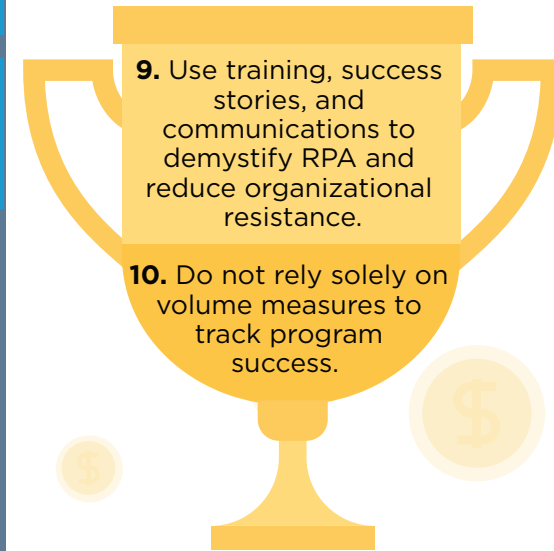 9. Use training, success
stories, and
communications to
demystify RPA and
reduce organizational
resistance.
10. Do not rely solely on
volume measures to
track program
success.
$
$